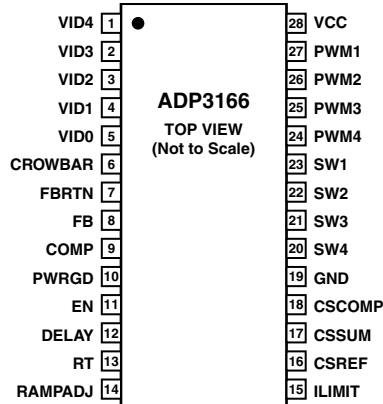 VID4 1 28 VCC
VID3 2 27 PWM1
VID2 3 26 PWM2
VID1 4 25 PWM3
VID0 5 24 PWM4
CROWBAR 6 23 SW1
FBRTN 7 22 SW2
FB 8 21 SW3
COMP 9 20 SW4
PWRGD 10 19 GND
EN 11 18 CSCOMP
DELAY 12 17 CSSUM
RT 13 16 CSREF
RAMPADJ 14 15 ILIMIT
ADP3166
TOP VIEW
(Not to Scale)